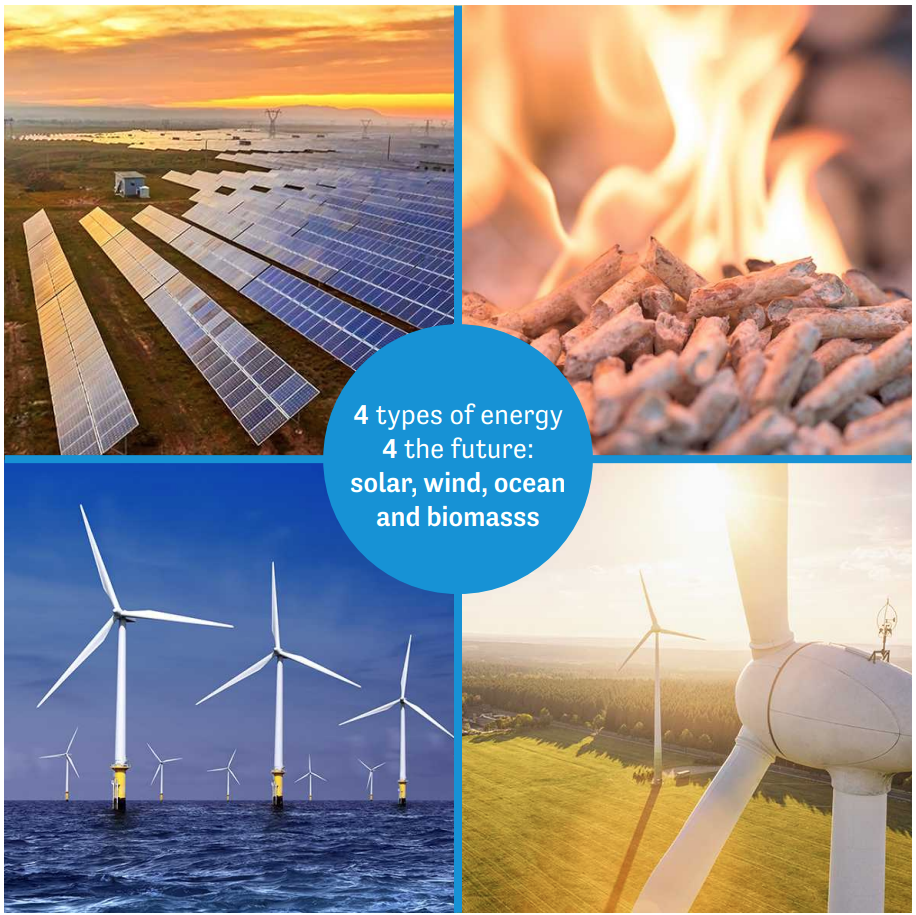 4 types of energy
4 the future:
solar, wind, ocean
and biomasss